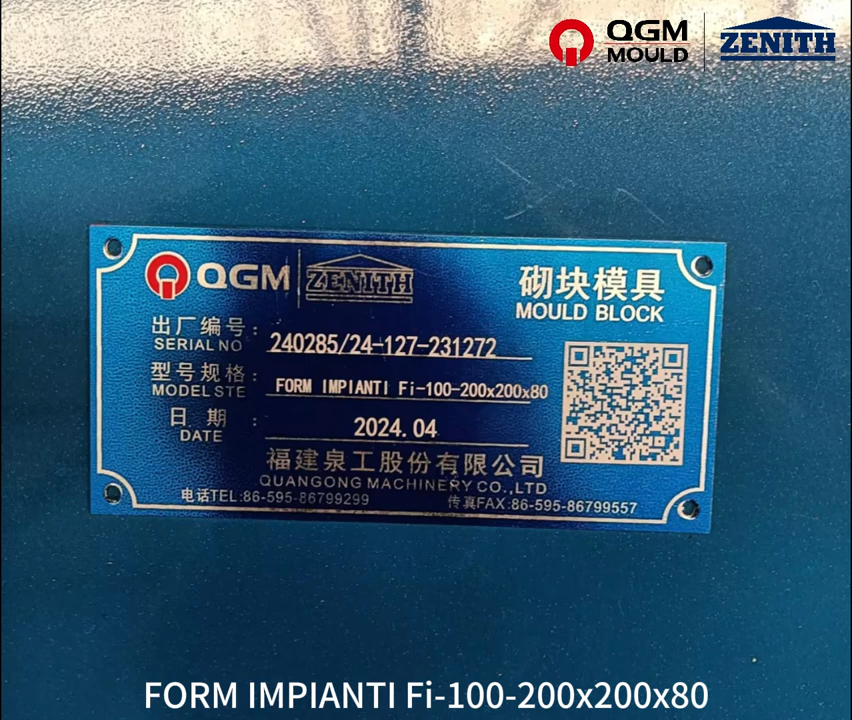 QGM
MOULD
ZENITH
QGM ZENITH
砌块模具
MOULD BLOCK
出厂编号:
SERIAL NO 240285/24-127-231272
型号规格:
MODEL STE FORM IMPIANTI Fi-100-200x200x80
日期:
DATE 2024.04
福建泉工股份有限公司
QUANGONG MACHINERY CO.,LTD
电话TEL:86-595-86799299 传真FAX:86-595-86799557
FORM IMPIANTI Fi-100-200x200x80